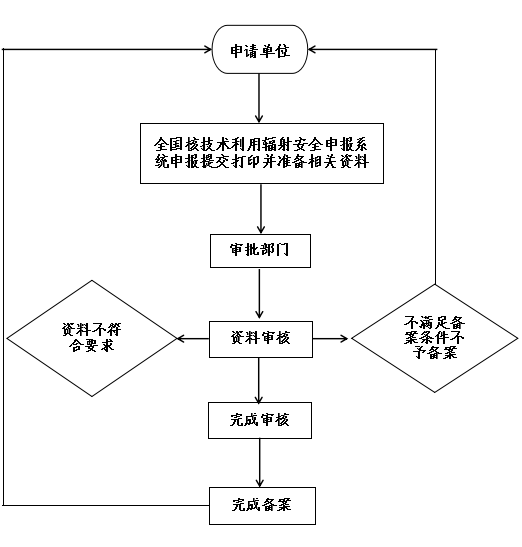 申请单位
全国核技术利用辐射安全申报系
统申报提交打印并准备相关资料
审批部门
资料不符
合要求
资料审核
不满足备
案条件不
予备案
完成审核
完成备案